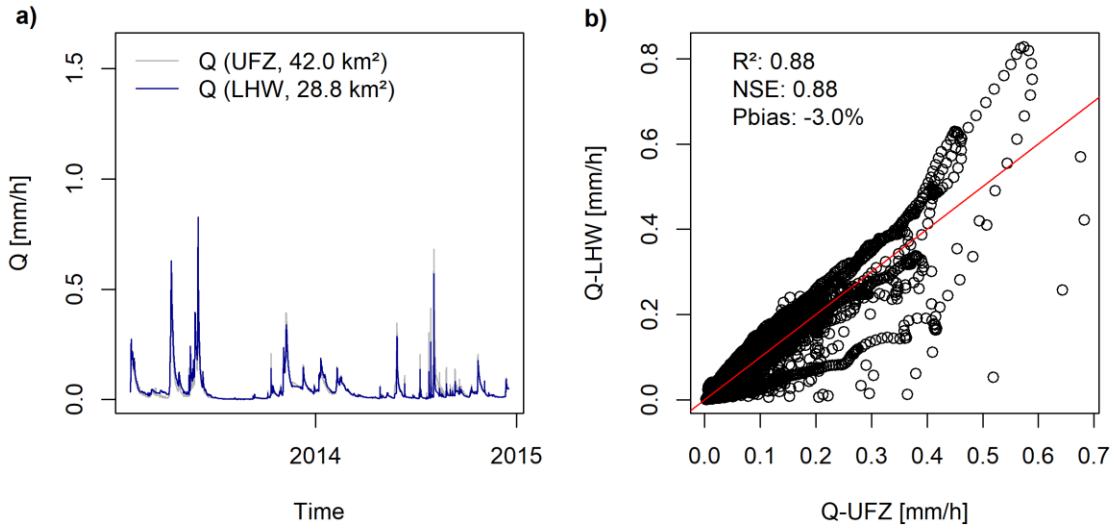 a)
Q (UFZ, 42.0 km²)
Q (LHW, 28.8 km²)
Q [mm/h]
0.0
0.5
1.0
1.5
2014
2015
Time
b)
R²: 0.88
NSE: 0.88
Pbias: -3.0%
Q-LHW [mm/h]
0.0
0.2
0.4
0.6
0.8
0.0 0.1 0.2 0.3 0.4 0.5 0.6 0.7
Q-UFZ [mm/h]